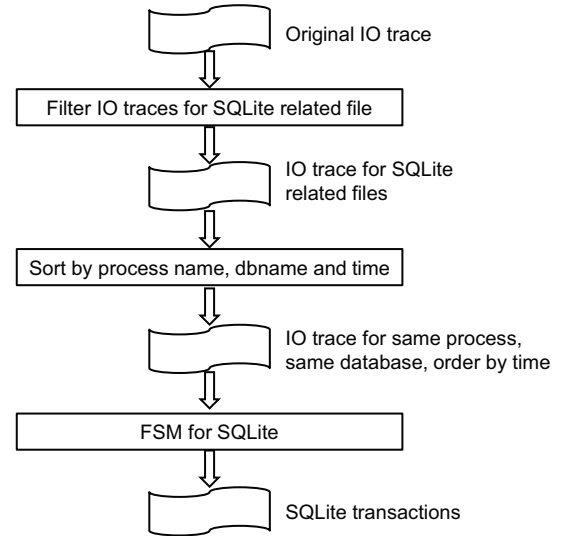 Original IO trace
Filter IO traces for SQLite related file
IO trace for SQLite
related files
Sort by process name, dbname and time
IO trace for same process,
same database, order by time
FSM for SQLite
SQLite transactions